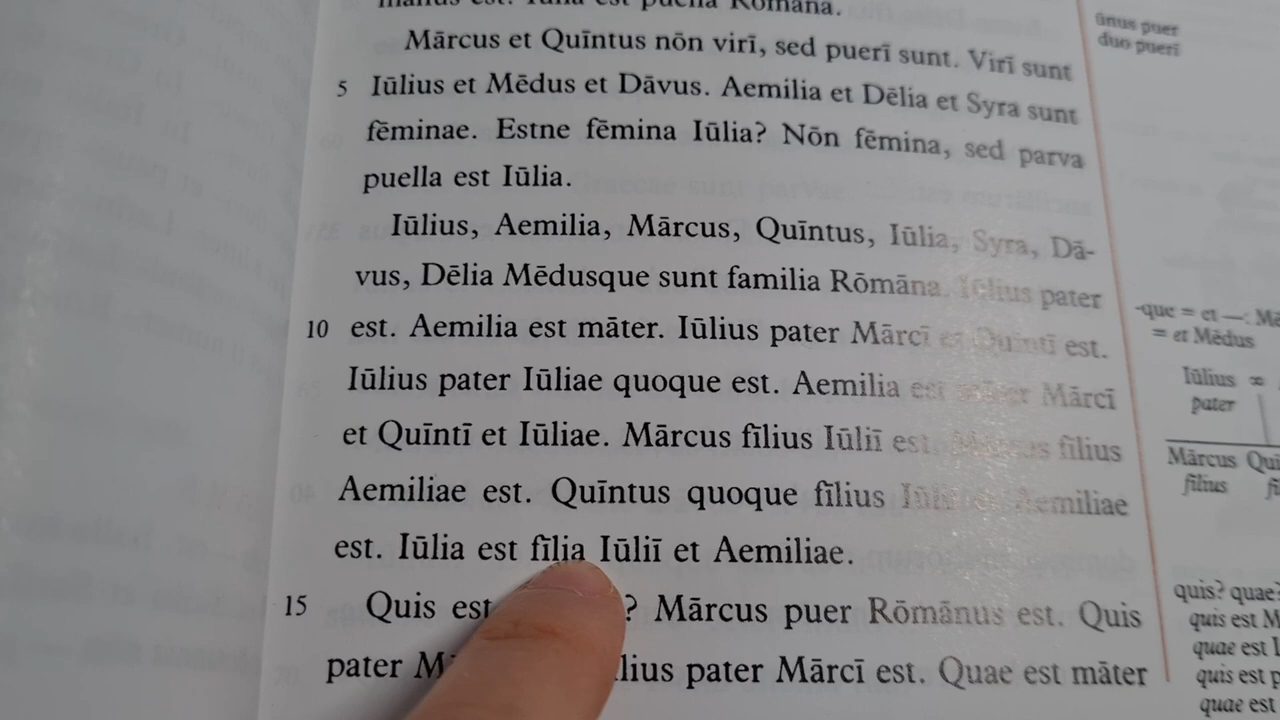 est. Iūlia est puella Rōmāna.
Mārcus et Quīntus nōn virī, sed puerī sunt. Virī sunt
5 Iūlius et Mēdus et Dāvus. Aemilia et Dēlia et Syra sunt
fēminae. Estne fēmina Iūlia? Nōn fēmina, sed parva
puella est Iūlia.
Iūlius, Aemilia, Mārcus, Quīntus, Iūlia, Syra, Dā-
vus, Dēlia Mēdusque sunt familia Rōmāna. Iūlius pater
10 est. Aemilia est māter. Iūlius pater Mārcī et Quīntī est.
Iūlius pater Iūliae quoque est. Aemilia est māter Mārcī
et Quīntī et Iūliae. Mārcus fīlius Iūliī est. Mārcus fīlius
Aemiliae est. Quīntus quoque fīlius Iūliī et Aemiliae
est. Iūlia est fīlia Iūliī et Aemiliae.
15 Quis est ? Mārcus puer Rōmānus est. Quis
pater pater Mārcī est. Quae est māter
ūnus puer
duo puerī
-que = et —:
= et Mēdus
Iūlius ∞
pater
Mārcus
fīlius
quis? quae?
quis est
quae est
quis est
quae est